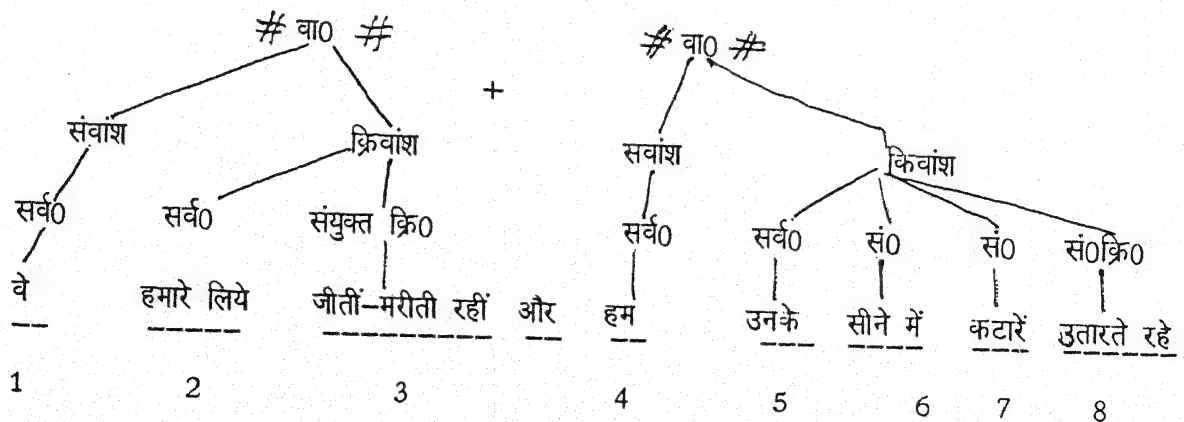 # वा0 # # वा0 #
+
संवांश क्रिवांश सवांश किवांश
सर्व0 सर्व0 संयुक्त क्रि0 सर्व0 सर्व0 सं0 सं0 सं0क्रि0
वे हमारे लिये जीतीं-मरीती रहीं और हम उनके सीने में कटारें उतारते रहे
1 2 3 4 5 6 7 8